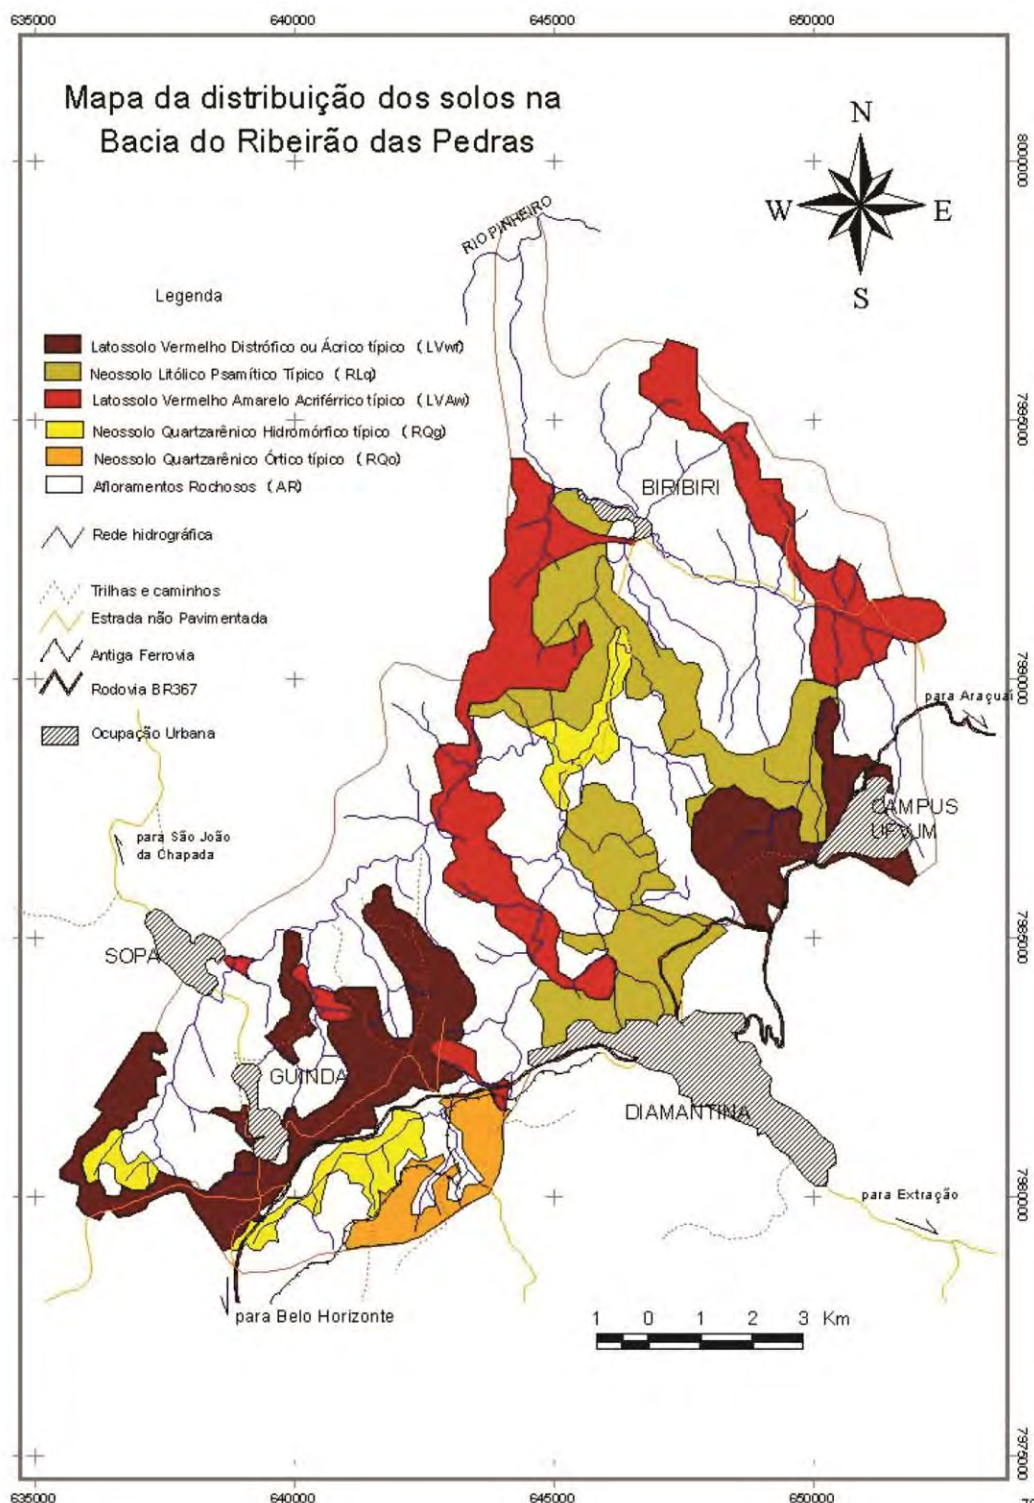 635000 640000 645000 650000
Mapa da distribuição dos solos na
Bacia do Ribeirão das Pedras
N
W E
S
RIO PINHEIRO
Legenda
Latossolo Vermelho Distrófico ou Ácrico típico (LVwf)
Neossolo Litólico Psamítico Típico (RLq)
Latossolo Vermelho Amarelo Acriférrico típico (LVAw)
Neossolo Quartzarênico Hidromórfico típico (RQg)
Neossolo Quartzarênico Órtico típico (RQo)
Afloramentos Rochosos (AR)
Rede hidrográfica
Trilhas e caminhos
Estrada não Pavimentada
Antiga Ferrovia
Rodovia BR367
Ocupação Urbana
BIRIBIRI
para Araçuaí
CAMPUS
UFVJM
para São João
da Chapada
SOPA
GUINDA
DIAMANTINA
para Extração
para Belo Horizonte
1 0 1 2 3 Km
8000000
7995000
7990000
7985000
7980000
7975000
635000 640000 645000 650000